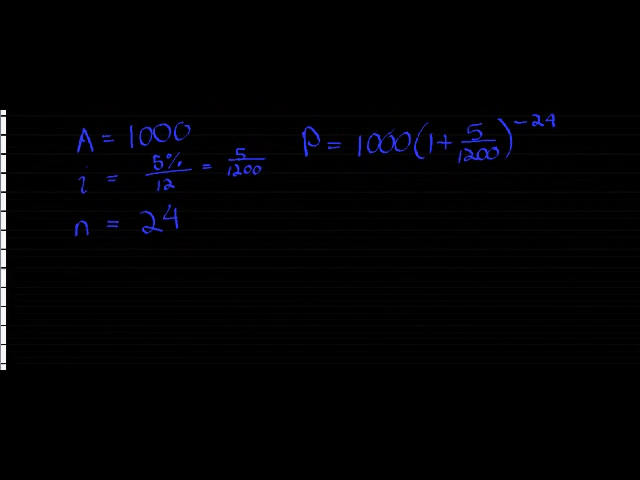 A = 1000
i = 5%/12 = 5/1200
n = 24
P = 1000(1 + 5/1200)^-24